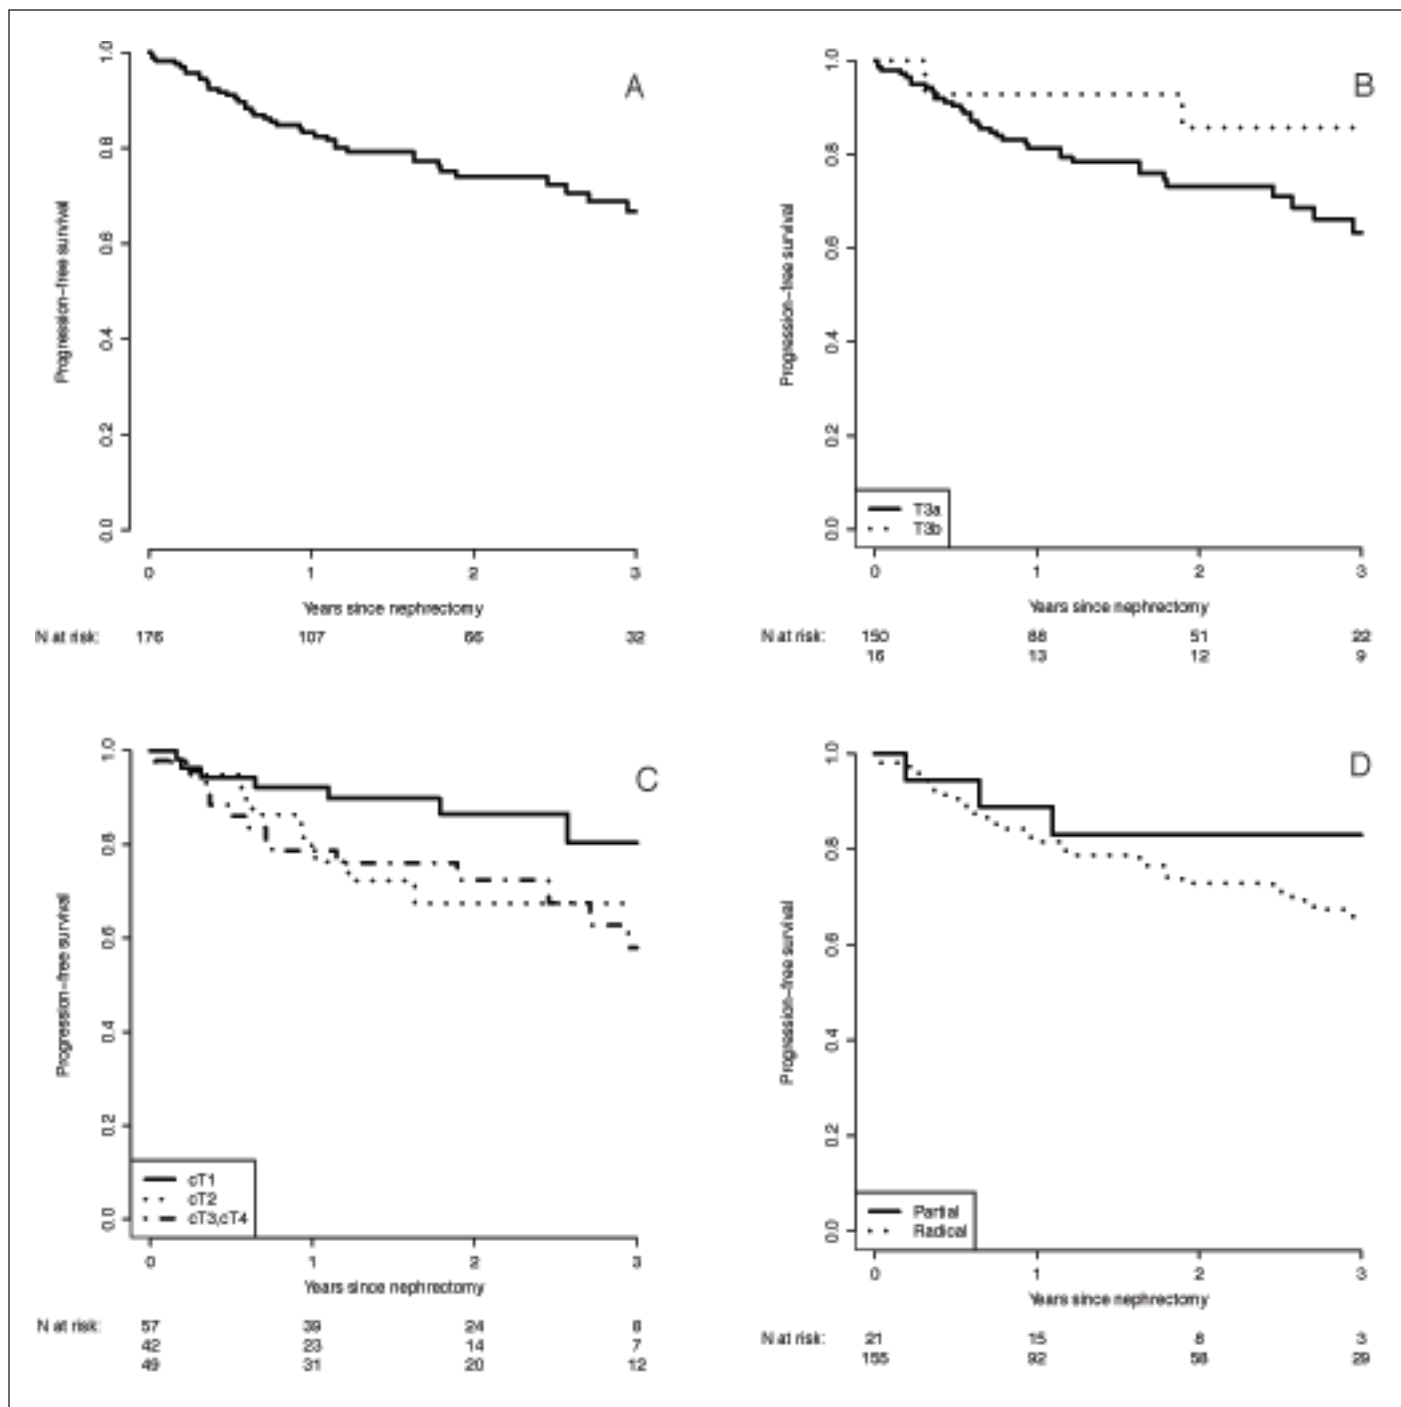 A
Progression-free survival
1.0
0.8
0.6
0.4
0.2
0.0
0 1 2 3
Years since nephrectomy
N at risk: 176 107 66 32
B
Progression-free survival
1.0
0.8
0.6
0.4
0.2
0.0
T3a
T3b
0 1 2 3
Years since nephrectomy
N at risk: 150 88 51 22
16 13 12 9
C
Progression-free survival
1.0
0.8
0.6
0.4
0.2
0.0
cT1
cT2
cT3,cT4
0 1 2 3
Years since nephrectomy
N at risk: 57 39 24 8
42 23 14 7
49 31 20 12
D
Progression-free survival
1.0
0.8
0.6
0.4
0.2
0.0
Partial
Radical
0 1 2 3
Years since nephrectomy
N at risk: 21 15 8 3
155 92 58 29